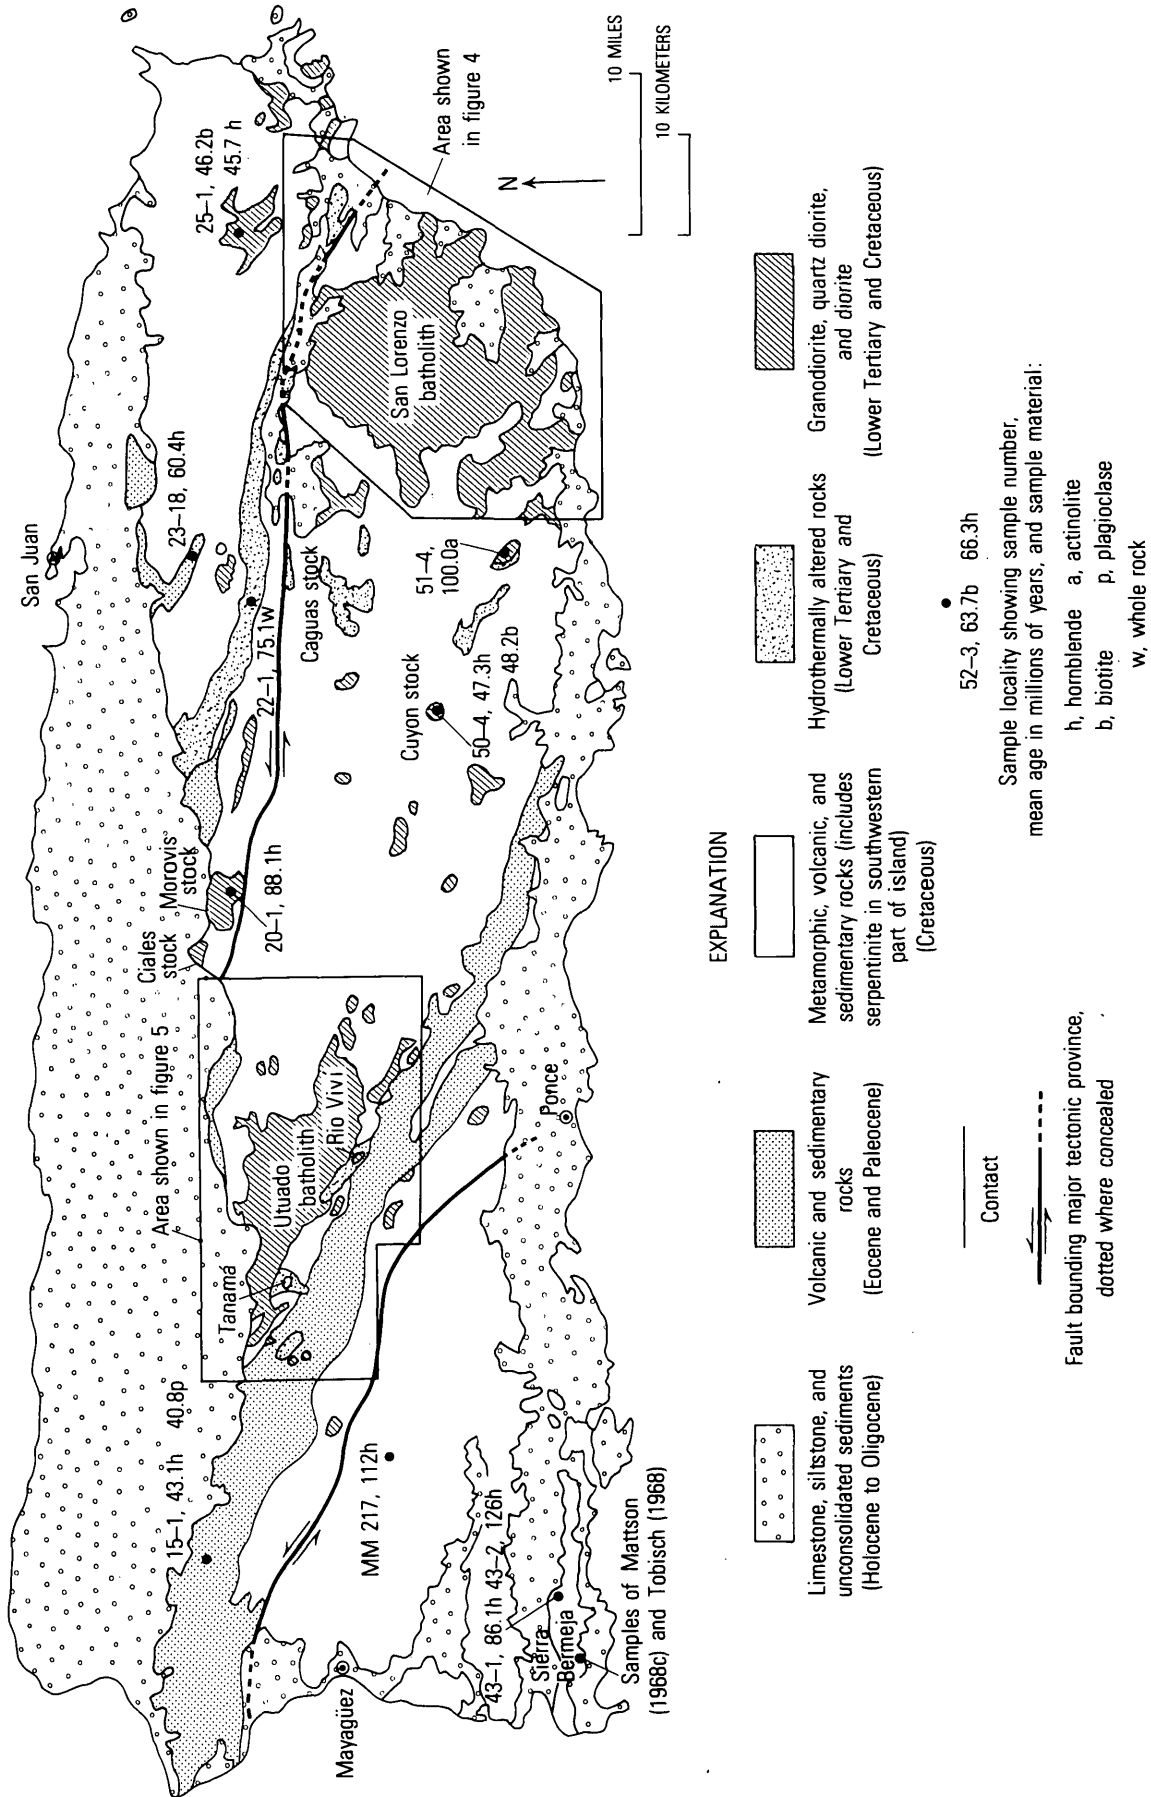 San Juan
25–1, 46.2b
45.7 h
23–18, 60.4h
Area shown
in figure 4
10 MILES
10 KILOMETERS
N
San Lorenzo
batholith
Caguas stock
22–1, 75.1w
51–4,
100.0a
Cuyon stock
50–4, 47.3h
48.2b
Morovis
stock
Ciales
stock
20–1, 88.1h
Area shown in figure 5
Utuado
batholith
Rio Vivi
Tanamá
Ponce
15–1, 43.1h 40.8p
MM 217, 112h
Mayagüez
43–1, 86.1h 43–2, 126h
Sierra
Bermeja
Samples of Mattson
(1968c) and Tobisch (1968)
EXPLANATION
Limestone, siltstone, and
unconsolidated sediments
(Holocene to Oligocene)
Volcanic and sedimentary
rocks
(Eocene and Paleocene)
Metamorphic, volcanic, and
sedimentary rocks (includes
serpentinite in southwestern
part of island)
(Cretaceous)
Hydrothermally altered rocks
(Lower Tertiary and
Cretaceous)
Granodiorite, quartz diorite,
and diorite
(Lower Tertiary and Cretaceous)
Contact
Fault bounding major tectonic province,
dotted where concealed
52–3, 63.7b 66.3h
Sample locality showing sample number,
mean age in millions of years, and sample material:
h, hornblende a, actinolite
b, biotite p, plagioclase
w, whole rock